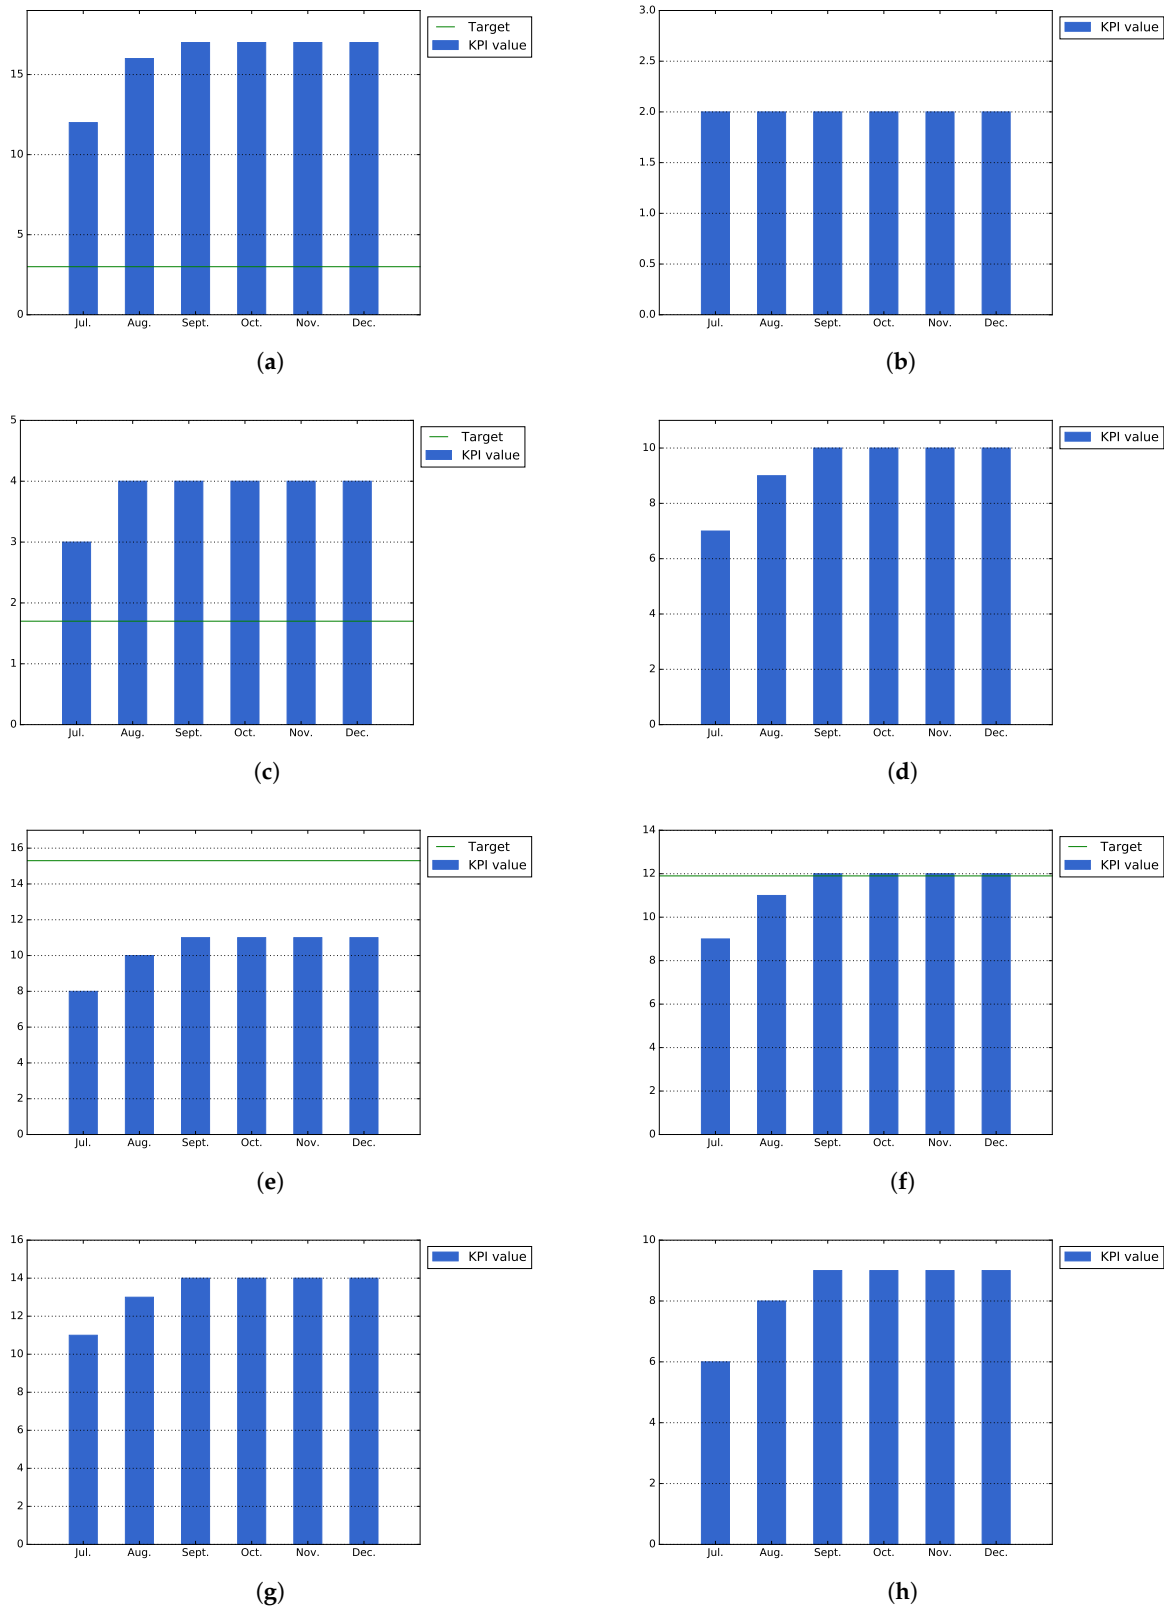 Target
KPI value
15
10
5
0
Jul. Aug. Sept. Oct. Nov. Dec.
(a)
KPI value
3.0
2.5
2.0
1.5
1.0
0.5
0.0
Jul. Aug. Sept. Oct. Nov. Dec.
(b)
Target
KPI value
5
4
3
2
1
0
Jul. Aug. Sept. Oct. Nov. Dec.
(c)
KPI value
10
8
6
4
2
0
Jul. Aug. Sept. Oct. Nov. Dec.
(d)
Target
KPI value
16
14
12
10
8
6
4
2
0
Jul. Aug. Sept. Oct. Nov. Dec.
(e)
Target
KPI value
14
12
10
8
6
4
2
0
Jul. Aug. Sept. Oct. Nov. Dec.
(f)
KPI value
16
14
12
10
8
6
4
2
0
Jul. Aug. Sept. Oct. Nov. Dec.
(g)
KPI value
10
8
6
4
2
0
Jul. Aug. Sept. Oct. Nov. Dec.
(h)